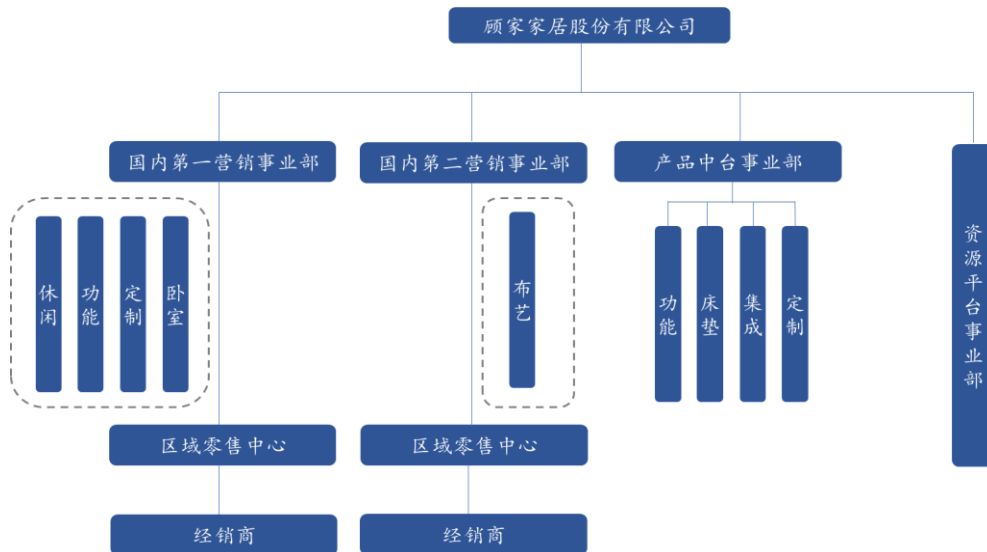 顾家家居股份有限公司
国内第一营销事业部
国内第二营销事业部
产品中台事业部
资源平台事业部
休闲
功能
定制
卧室
布艺
功能
床垫
集成
定制
区域零售中心
区域零售中心
经销商
经销商